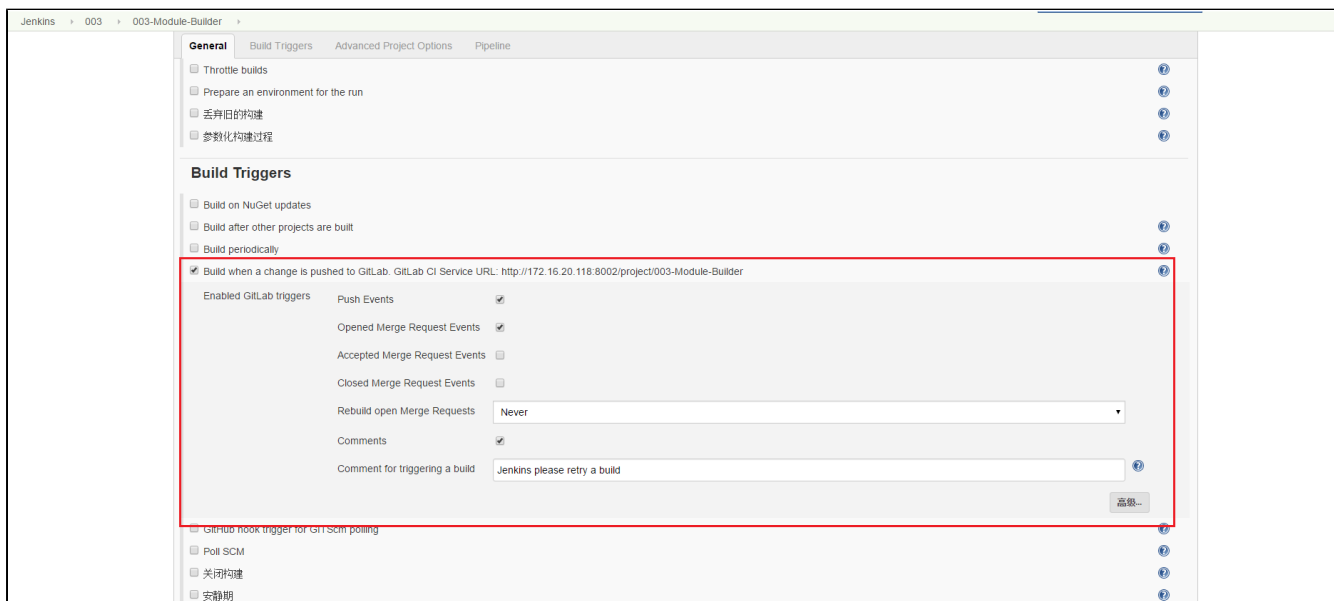 Jenkins 003 003-Module-Builder
General Build Triggers Advanced Project Options Pipeline
Throttle builds
Prepare an environment for the run
丢弃旧的构建
参数化构建过程
Build Triggers
Build on NuGet updates
Build after other projects are built
Build periodically
Build when a change is pushed to GitLab. GitLab CI Service URL: http://172.16.20.118:8002/project/003-Module-Builder
Enabled GitLab triggers Push Events
Opened Merge Request Events
Accepted Merge Request Events
Closed Merge Request Events
Rebuild open Merge Requests Never
Comments
Comment for triggering a build Jenkins please retry a build
高级...
GitHub hook trigger for GITScm polling
Poll SCM
关闭构建
安静期